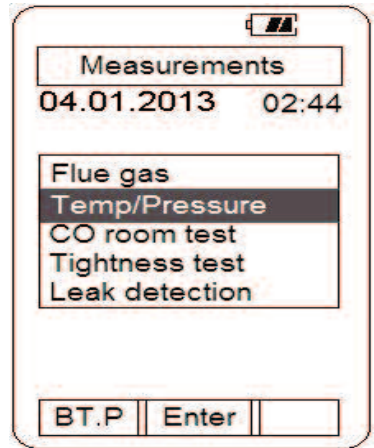 Measurements
04.01.2013 02:44
Flue gas
Temp/Pressure
CO room test
Tightness test
Leak detection
BT.P Enter